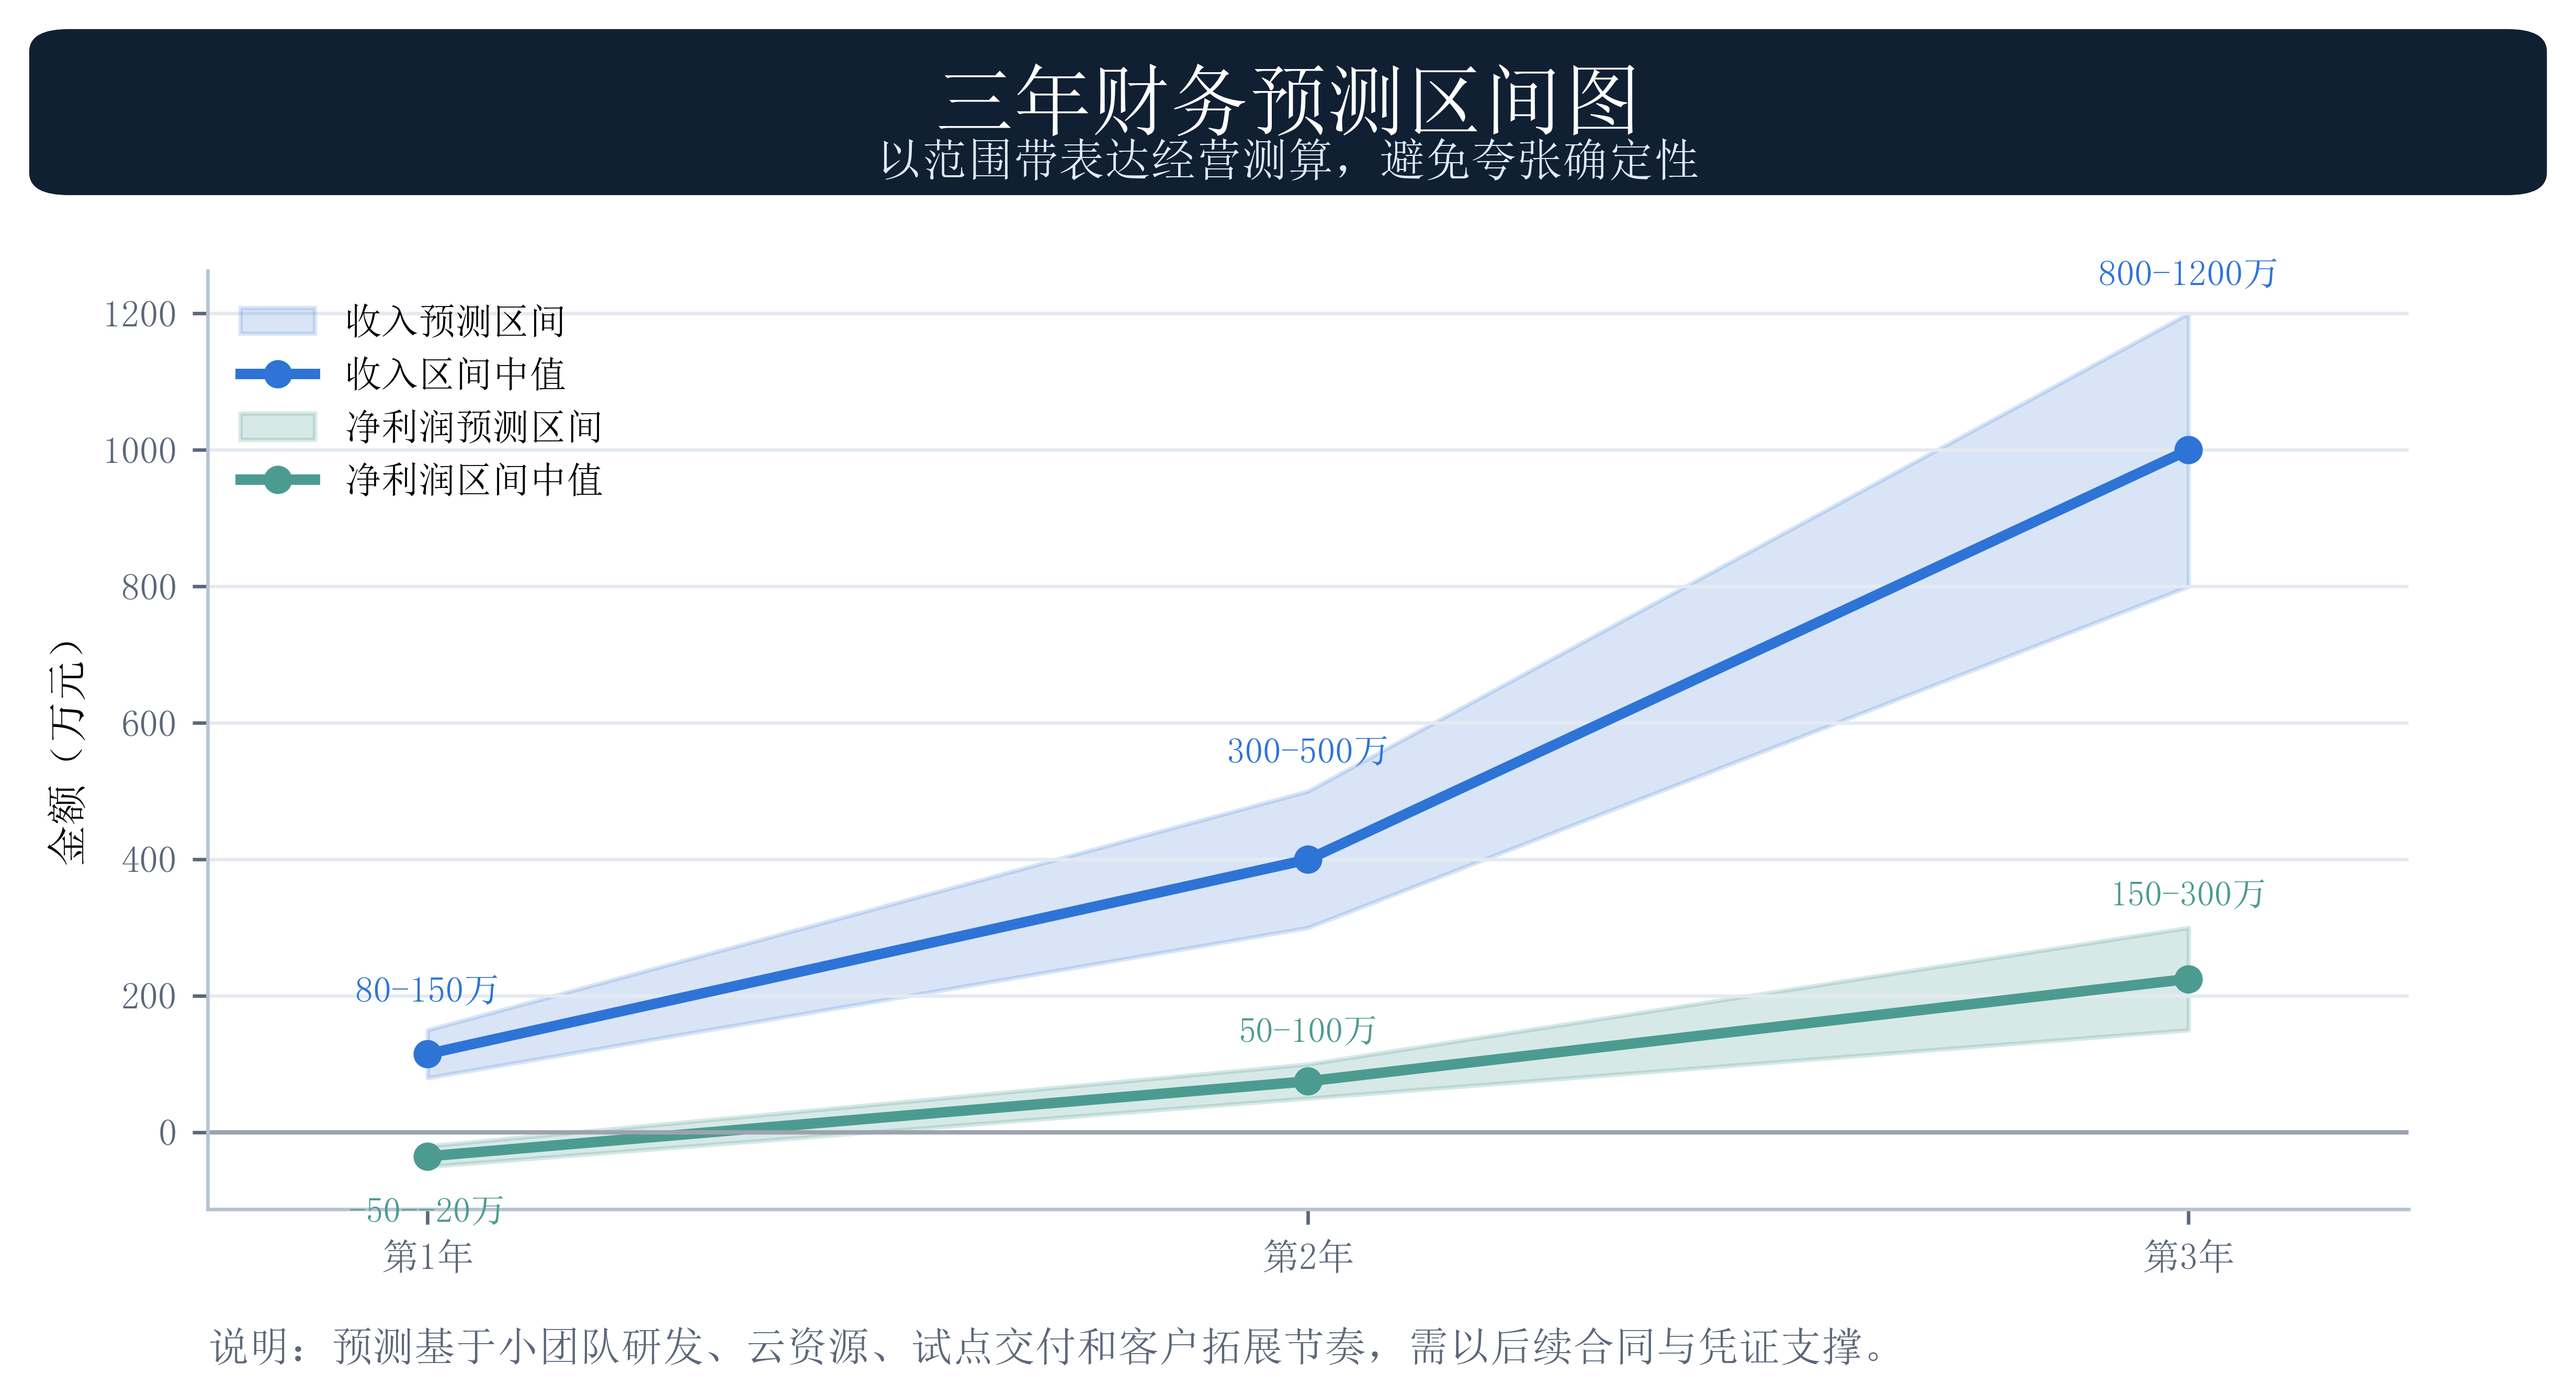 三年财务预测区间图
以范围带表达经营测算，避免夸张确定性
收入预测区间
收入区间中值
净利润预测区间
净利润区间中值
金额（万元）
1200
1000
800
600
400
200
0
80-150万
300-500万
800-1200万
-50--20万
50-100万
150-300万
第1年
第2年
第3年
说明：预测基于小团队研发、云资源、试点交付和客户拓展节奏，需以后续合同与凭证支撑。